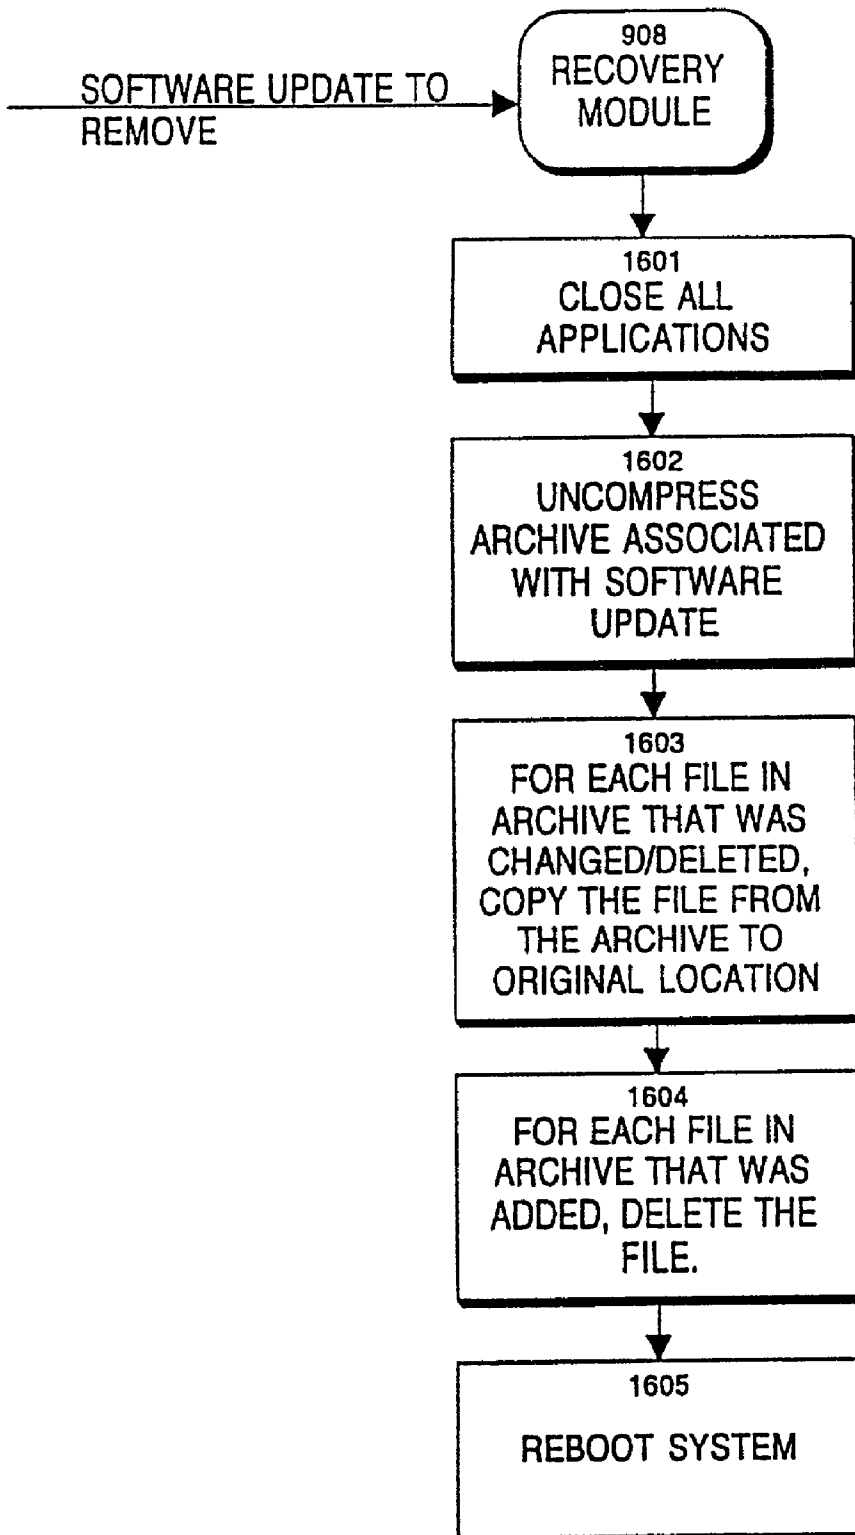 SOFTWARE UPDATE TO
REMOVE
908
RECOVERY
MODULE
1601
CLOSE ALL
APPLICATIONS
1602
UNCOMPRESS
ARCHIVE ASSOCIATED
WITH SOFTWARE
UPDATE
1603
FOR EACH FILE IN
ARCHIVE THAT WAS
CHANGED/DELETED,
COPY THE FILE FROM
THE ARCHIVE TO
ORIGINAL LOCATION
1604
FOR EACH FILE IN
ARCHIVE THAT WAS
ADDED, DELETE THE
FILE.
1605
REBOOT SYSTEM